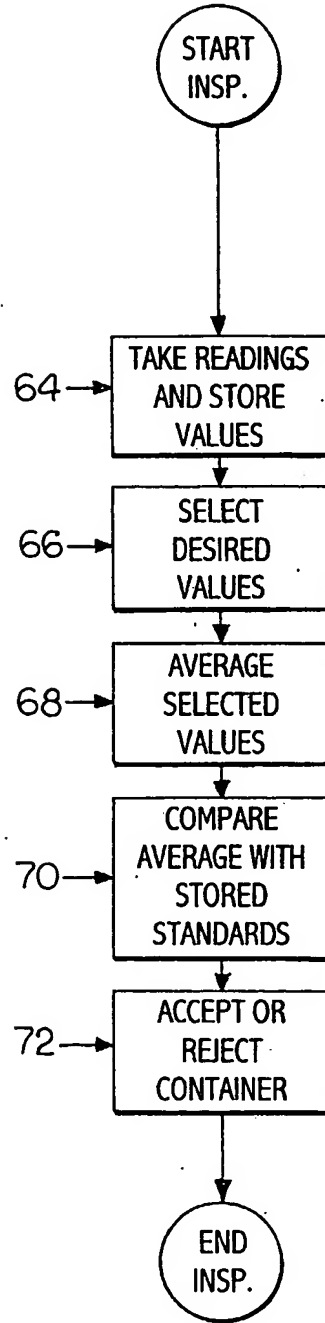 START
INSP.
TAKE READINGS
64 AND STORE
VALUES
SELECT
66 DESIRED
VALUES
AVERAGE
68 SELECTED
VALUES
COMPARE
AVERAGE WITH
70 STORED
STANDARDS
ACCEPT OR
72 REJECT
CONTAINER
END
INSP.